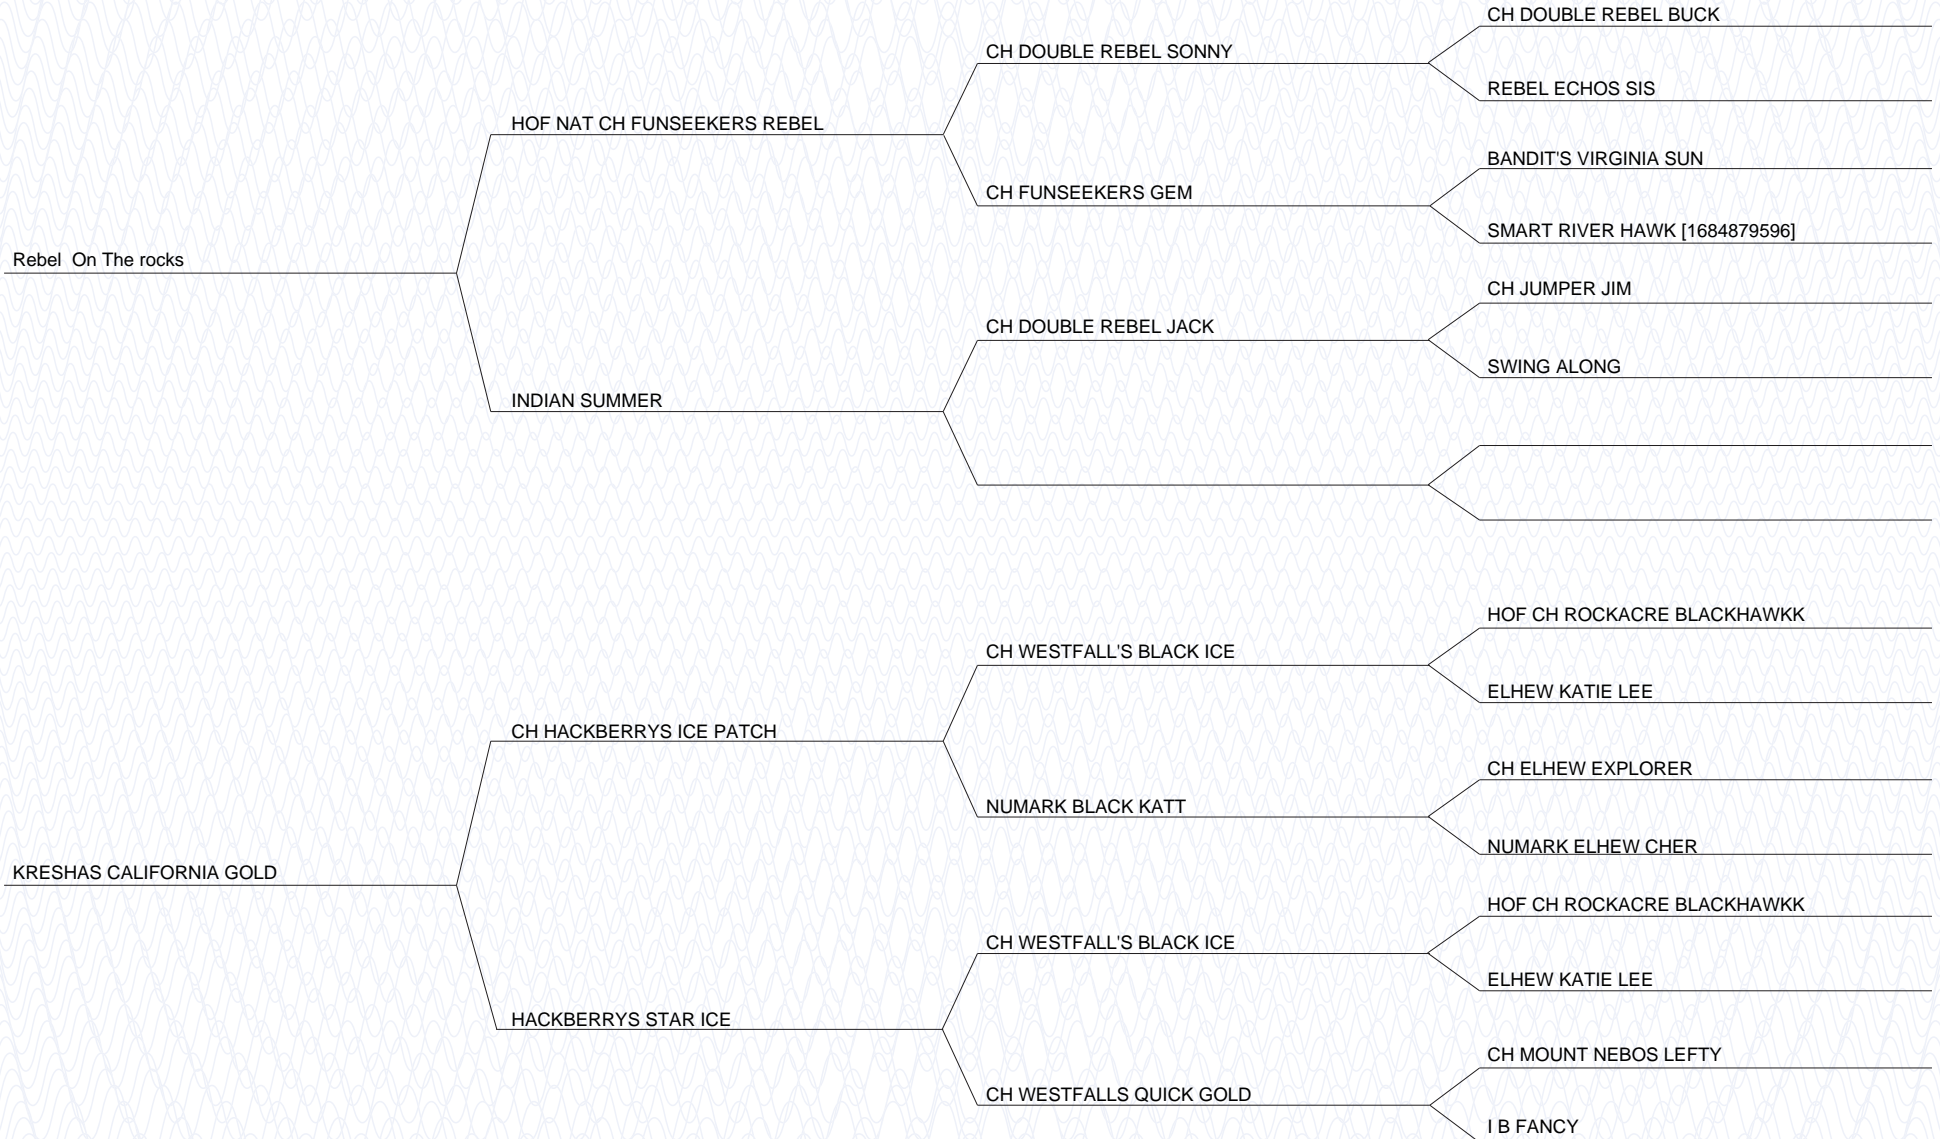 CH DOUBLE REBEL BUCK
CH DOUBLE REBEL SONNY
REBEL ECHOS SIS
HOF NAT CH FUNSEEKERS REBEL
BANDIT'S VIRGINIA SUN
CH FUNSEEKERS GEM
SMART RIVER HAWK [1684879596]
Rebel  On The rocks
CH JUMPER JIM
CH DOUBLE REBEL JACK
SWING ALONG
INDIAN SUMMER
HOF CH ROCKACRE BLACKHAWKK
CH WESTFALL'S BLACK ICE
ELHEW KATIE LEE
CH HACKBERRYS ICE PATCH
CH ELHEW EXPLORER
NUMARK BLACK KATT
NUMARK ELHEW CHER
KRESHAS CALIFORNIA GOLD
HOF CH ROCKACRE BLACKHAWKK
CH WESTFALL'S BLACK ICE
ELHEW KATIE LEE
HACKBERRYS STAR ICE
CH MOUNT NEBOS LEFTY
CH WESTFALLS QUICK GOLD
I B FANCY